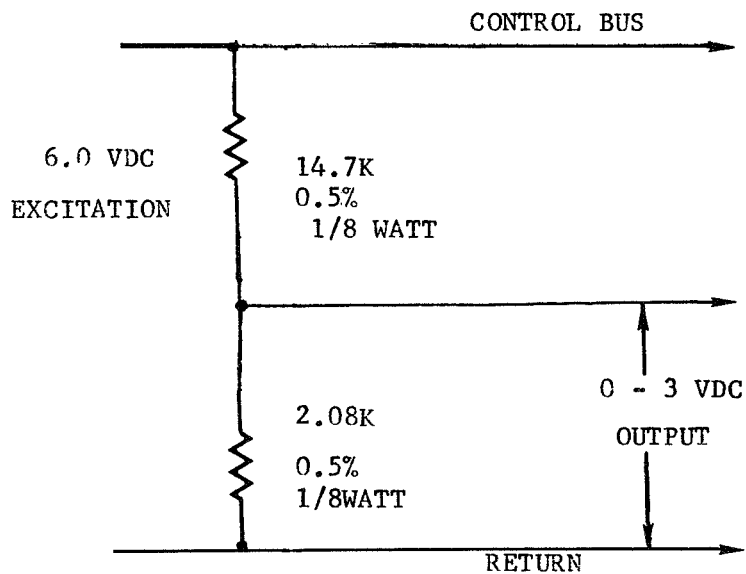 CONTROL BUS
6.0 VDC
EXCITATION
14.7K
0.5%
1/8 WATT
0 - 3 VDC
OUTPUT
2.08K
0.5%
1/8WATT
RETURN